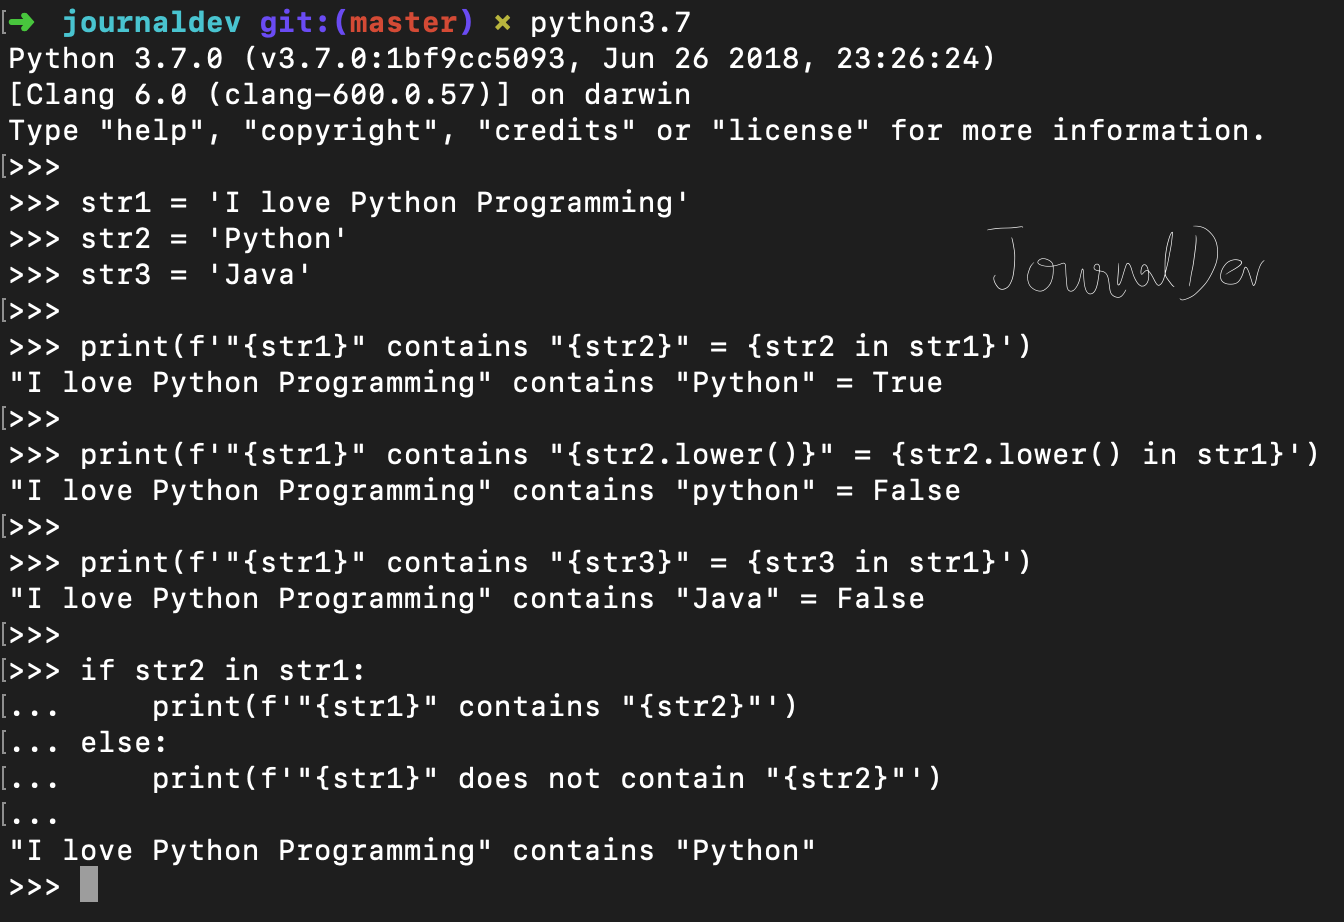 ➜ journaldev git:(master) ✗ python3.7
Python 3.7.0 (v3.7.0:1bf9cc5093, Jun 26 2018, 23:26:24)
[Clang 6.0 (clang-600.0.57)] on darwin
Type "help", "copyright", "credits" or "license" for more information.
>>>
>>> str1 = 'I love Python Programming'
>>> str2 = 'Python'
>>> str3 = 'Java'
JournalDev
>>>
>>> print(f'"{str1}" contains "{str2}" = {str2 in str1}')
"I love Python Programming" contains "Python" = True
>>>
>>> print(f'"{str1}" contains "{str2.lower()}" = {str2.lower() in str1}')
"I love Python Programming" contains "python" = False
>>>
>>> print(f'"{str1}" contains "{str3}" = {str3 in str1}')
"I love Python Programming" contains "Java" = False
>>>
>>> if str2 in str1:
...     print(f'"{str1}" contains "{str2}"')
... else:
...     print(f'"{str1}" does not contain "{str2}"')
...
"I love Python Programming" contains "Python"
>>>